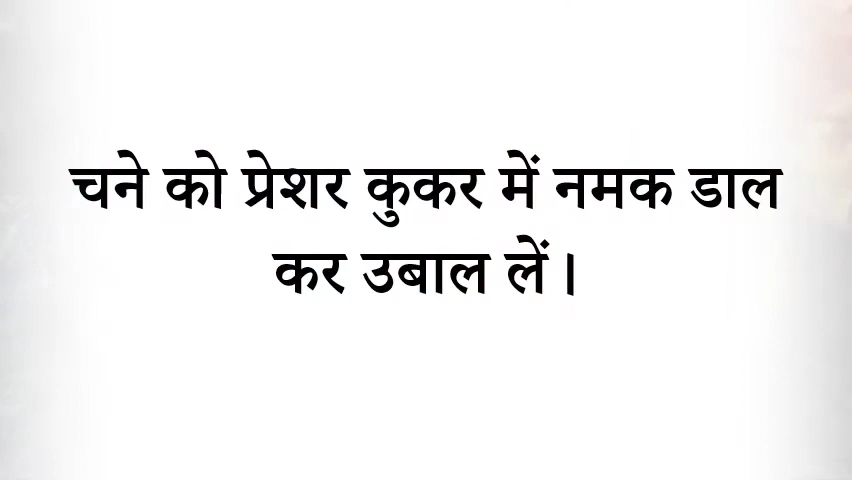 चने को प्रेशर कुकर में नमक डाल
कर उबाल लें।